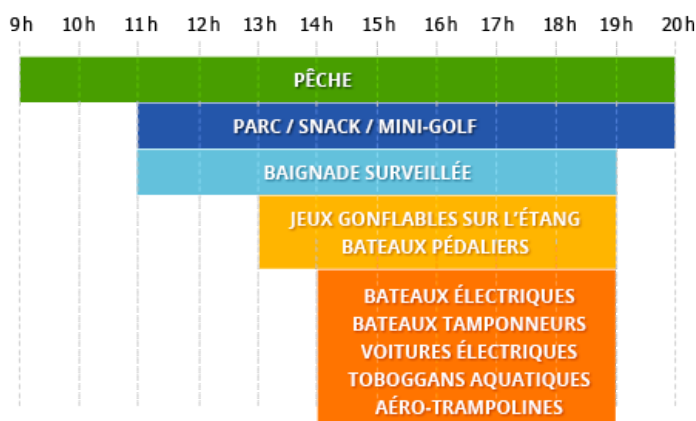 9h 10h 11h 12h 13h 14h 15h 16h 17h 18h 19h 20h
PÊCHE
PARC / SNACK / MINI-GOLF
BAIGNADE SURVEILLÉE
JEUX GONFLABLES SUR L'ÉTANG
BATEAUX PÉDALIERS
BATEAUX ÉLECTRIQUES
BATEAUX TAMPONNEURS
VOITURES ÉLECTRIQUES
TOBOGGANS AQUATIQUES
AÉRO-TRAMPOLINES